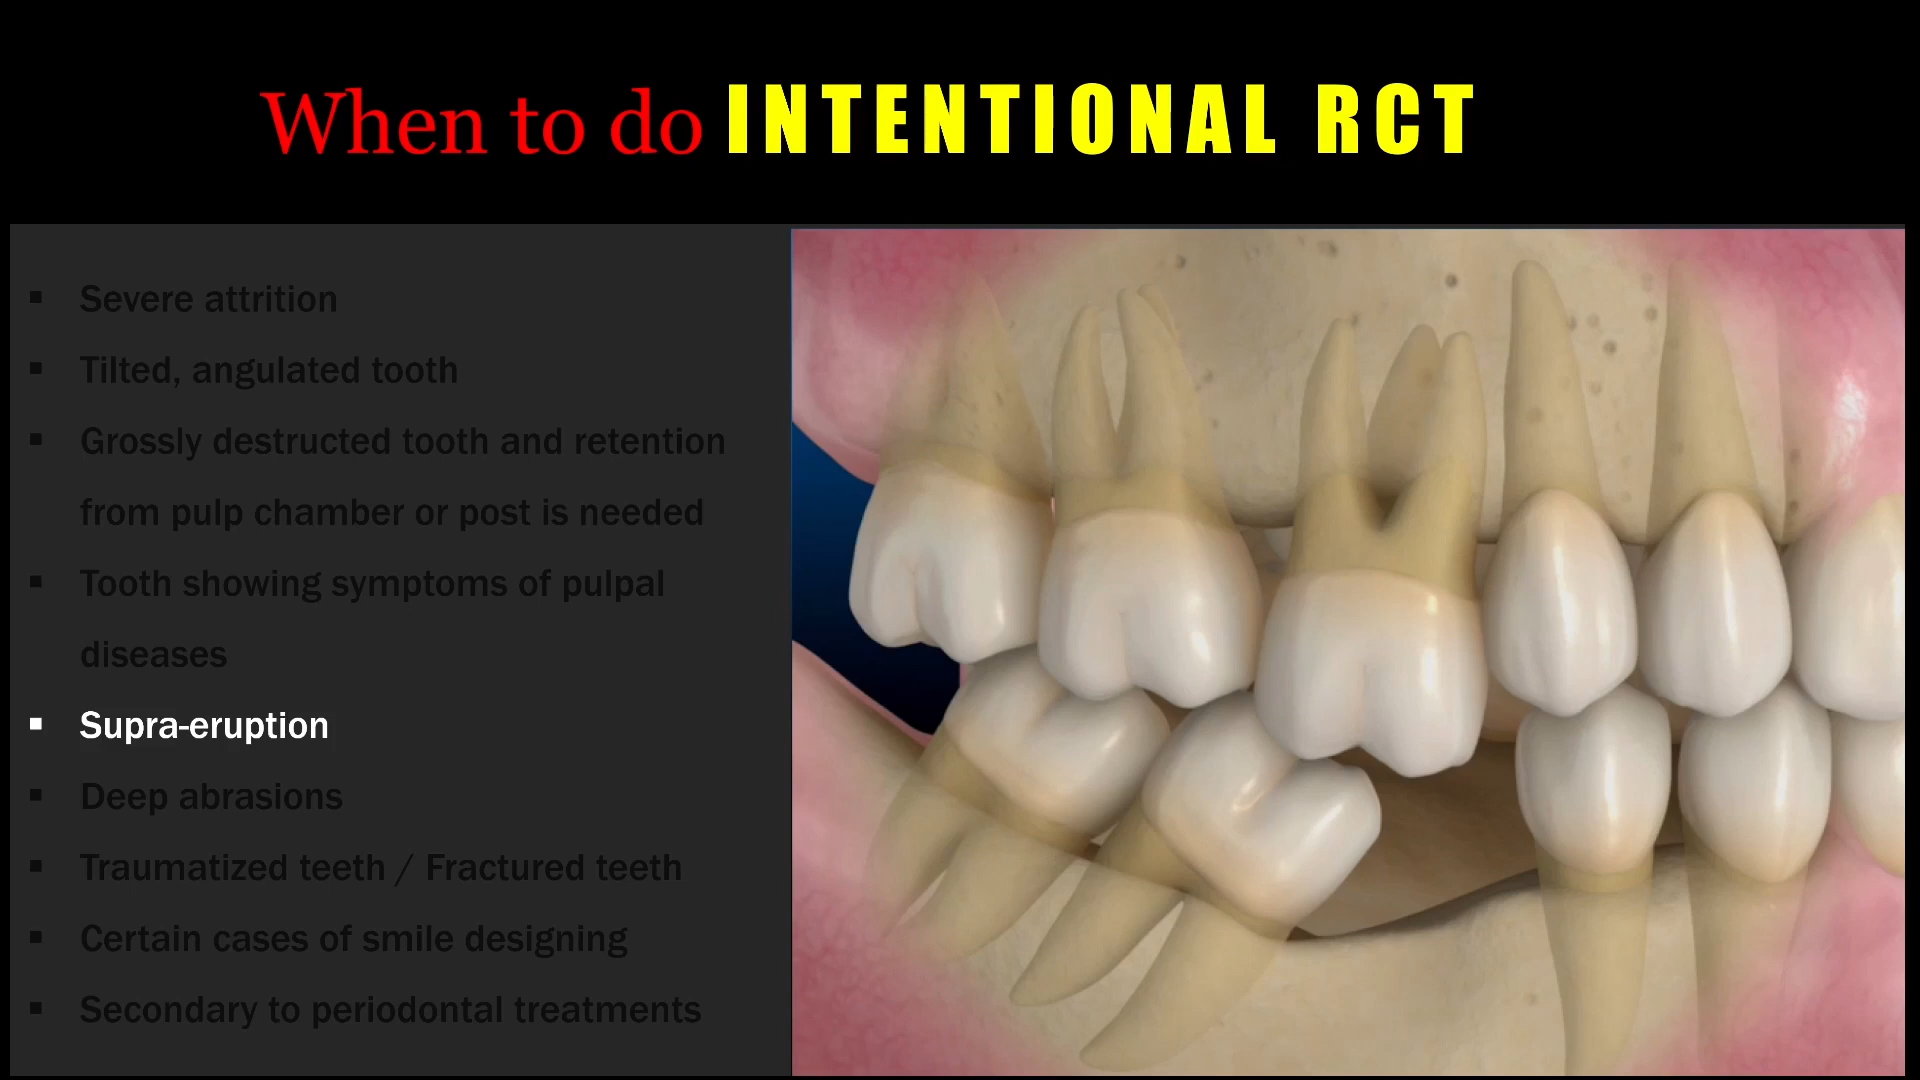 When to do INTENTIONAL RCT
▪ Severe attrition
▪ Tilted, angulated tooth
▪ Grossly destructed tooth and retention
from pulp chamber or post is needed
▪ Tooth showing symptoms of pulpal
diseases
▪ Supra-eruption
▪ Deep abrasions
▪ Traumatized teeth / Fractured teeth
▪ Certain cases of smile designing
▪ Secondary to periodontal treatments